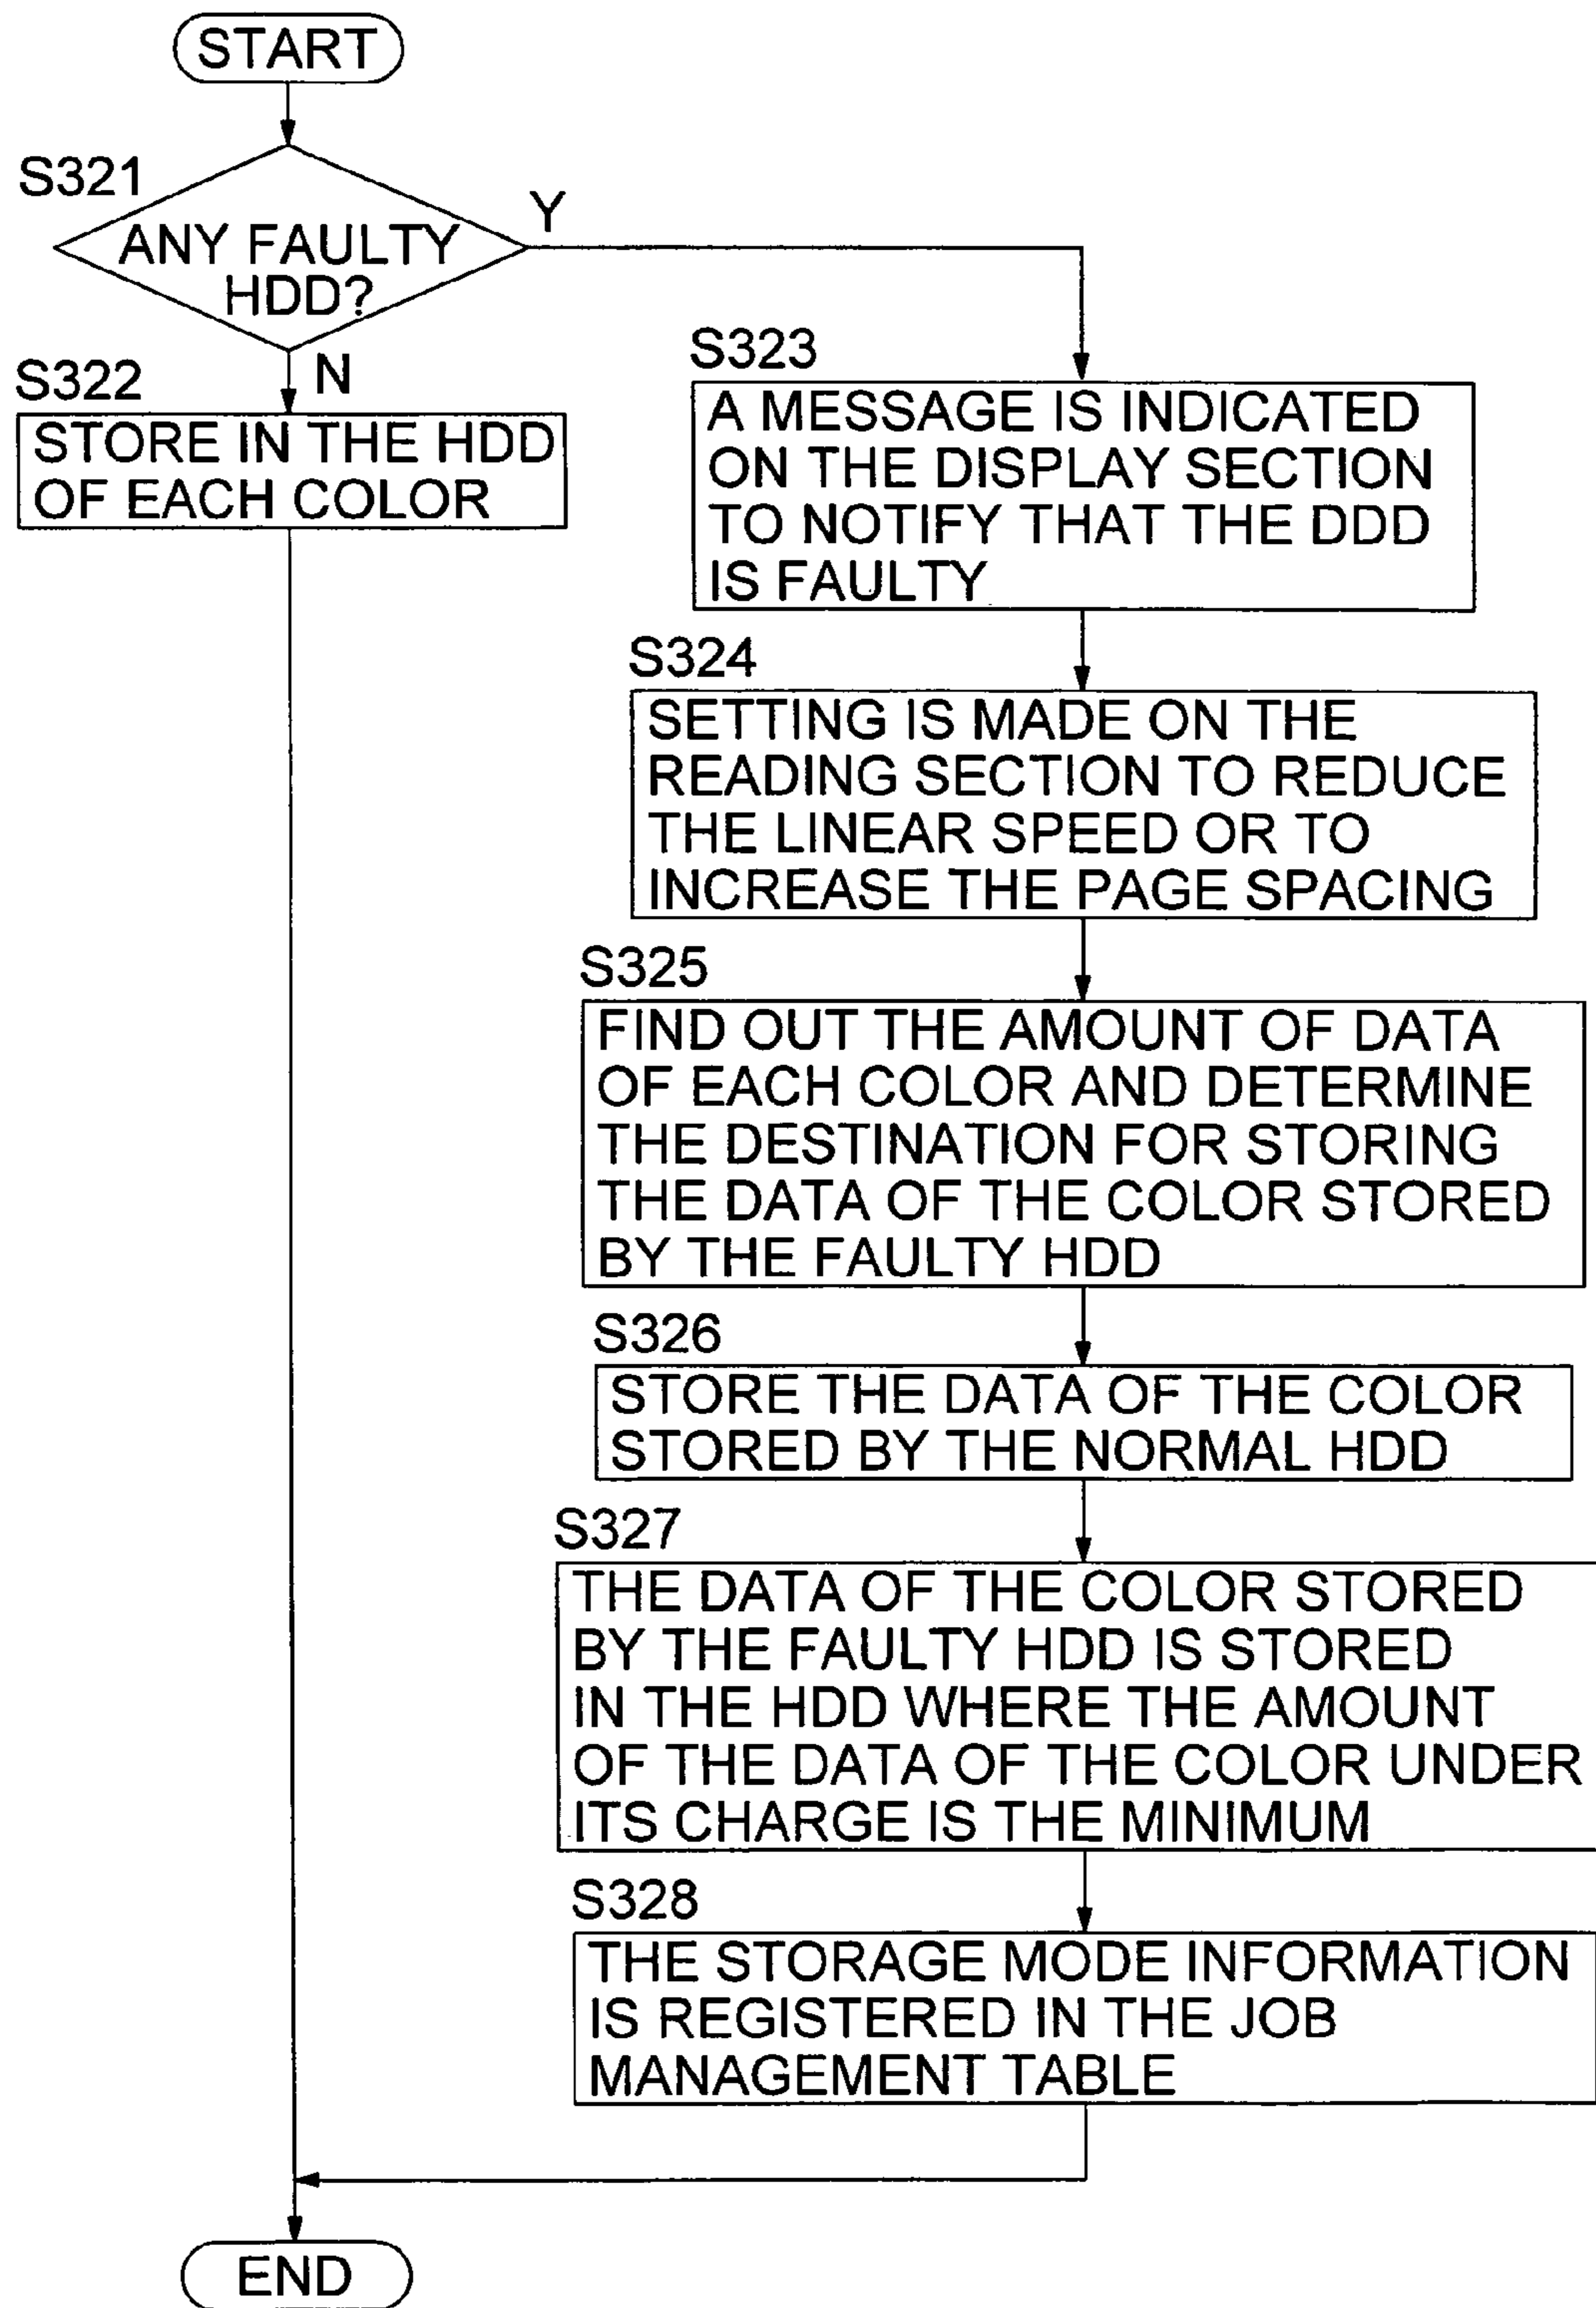 START
S321
ANY FAULTY
HDD?
Y
N
S322
STORE IN THE HDD
OF EACH COLOR
S323
A MESSAGE IS INDICATED
ON THE DISPLAY SECTION
TO NOTIFY THAT THE DDD
IS FAULTY
S324
SETTING IS MADE ON THE
READING SECTION TO REDUCE
THE LINEAR SPEED OR TO
INCREASE THE PAGE SPACING
S325
FIND OUT THE AMOUNT OF DATA
OF EACH COLOR AND DETERMINE
THE DESTINATION FOR STORING
THE DATA OF THE COLOR STORED
BY THE FAULTY HDD
S326
STORE THE DATA OF THE COLOR
STORED BY THE NORMAL HDD
S327
THE DATA OF THE COLOR STORED
BY THE FAULTY HDD IS STORED
IN THE HDD WHERE THE AMOUNT
OF THE DATA OF THE COLOR UNDER
ITS CHARGE IS THE MINIMUM
S328
THE STORAGE MODE INFORMATION
IS REGISTERED IN THE JOB
MANAGEMENT TABLE
END